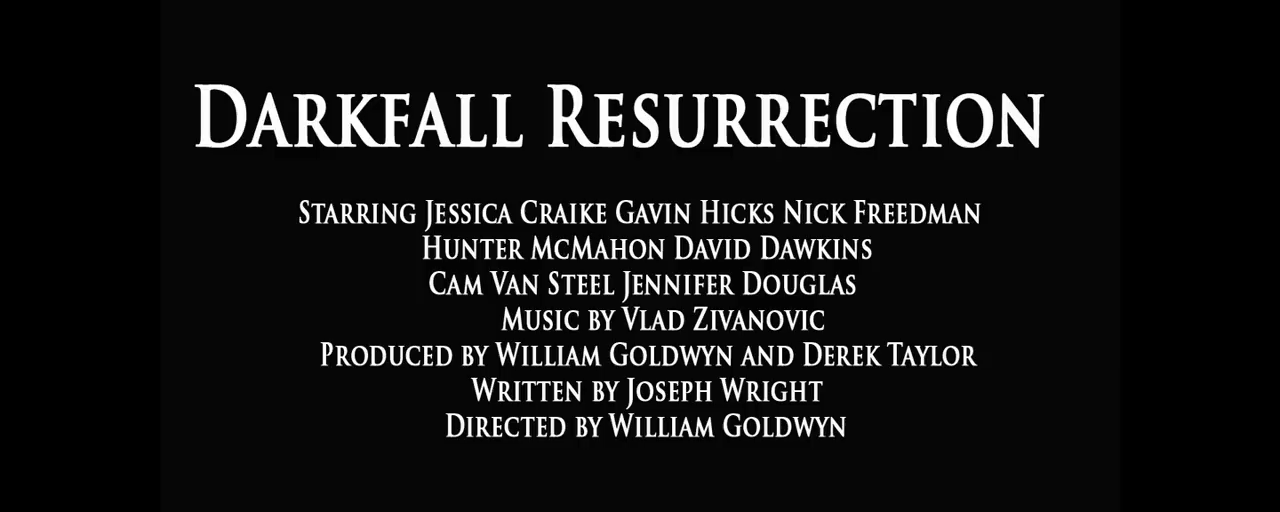 Darkfall Resurrection
Starring Jessica Craike Gavin Hicks Nick Freedman
Hunter McMahon David Dawkins
Cam Van Steel Jennifer Douglas
Music by Vlad Zivanovic
Produced by William Goldwyn and Derek Taylor
Written by Joseph Wright
Directed by William Goldwyn